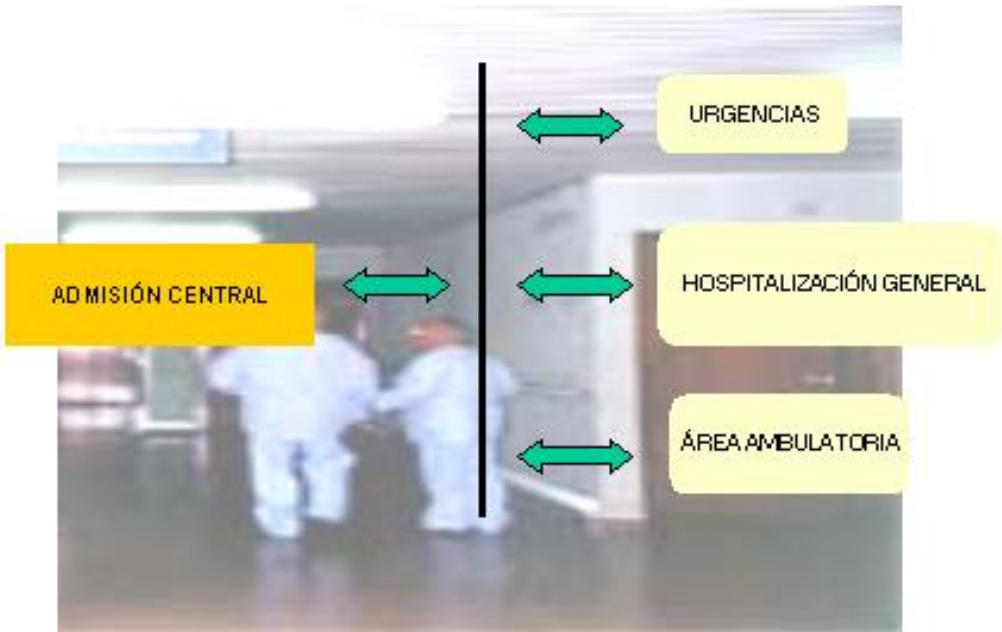 URGENCIAS
ADMISIÓN CENTRAL
HOSPITALIZACIÓN GENERAL
ÁREA AMBULATORIA